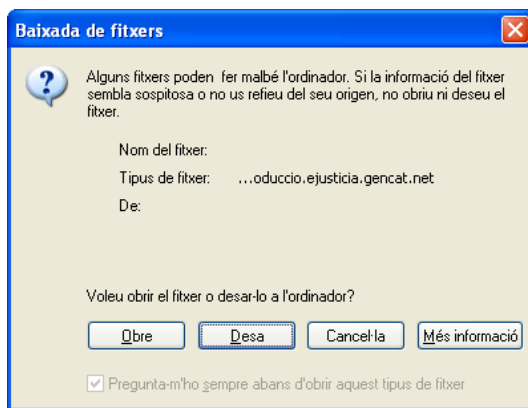 Baixada de fitxers
Alguns fitxers poden fer malbé l'ordinador. Si la informació del fitxer
sembla sospitosa o no us refieu del seu origen, no obriu ni deseu el
fitxer.
Nom del fitxer:
Tipus de fitxer: ...oduccio.ejusticia.gencat.net
De:
Voleu obrir el fitxer o desar-lo a l'ordinador?
Obre Desa Cancel·la Més informació
Pregunta-m'ho sempre abans d'obrir aquest tipus de fitxer